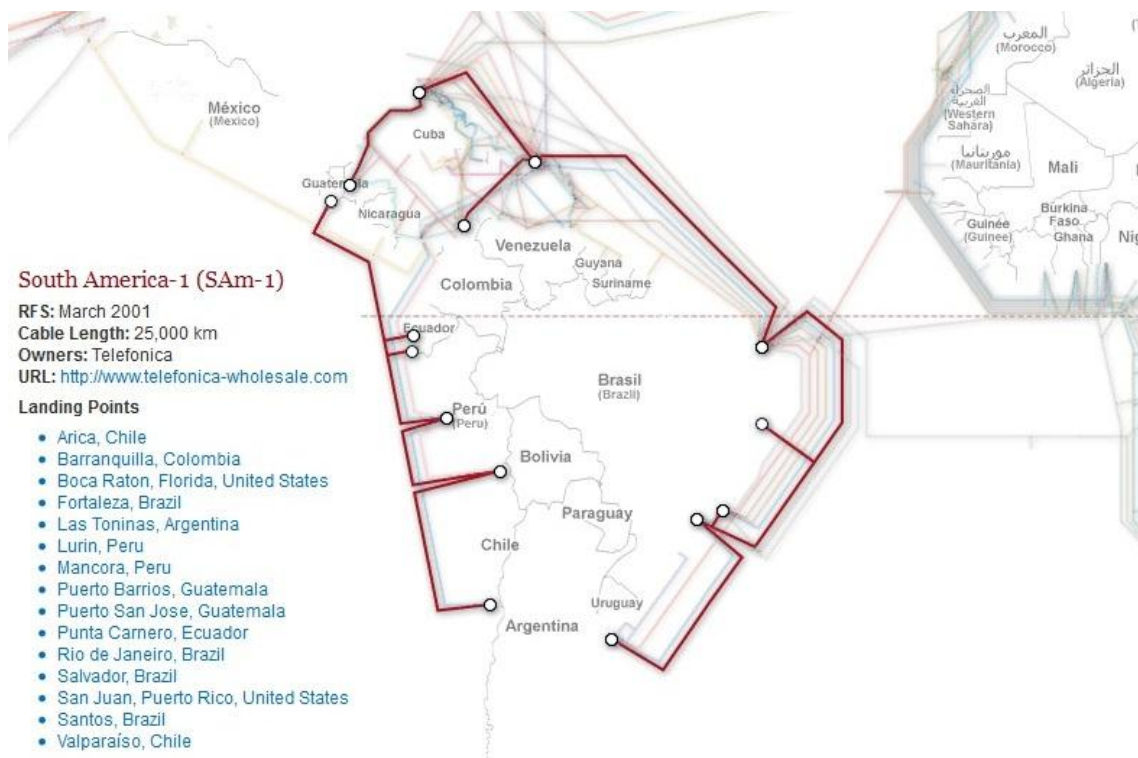 المغرب
(Morocco)
الجزائر
(Algeria)
الصحراء
الغربية
(Western
Sahara)
موريتانيا
(Mauritania)
Mali
Burkina
Faso
Guinée
(Guinee)
Ghana
México
(Mexico)
Cuba
Guatemala
Nicaragua
Venezuela
Guyana
Suriname
Colombia
Ecuador
Brasil
(Brazil)
Perú
(Peru)
Bolivia
Paraguay
Chile
Uruguay
Argentina
South America-1 (SAm-1)
RFS: March 2001
Cable Length: 25,000 km
Owners: Telefonica
URL: http://www.telefonica-wholesale.com
Landing Points
• Arica, Chile
• Barranquilla, Colombia
• Boca Raton, Florida, United States
• Fortaleza, Brazil
• Las Toninas, Argentina
• Lurin, Peru
• Mancora, Peru
• Puerto Barrios, Guatemala
• Puerto San Jose, Guatemala
• Punta Carnero, Ecuador
• Rio de Janeiro, Brazil
• Salvador, Brazil
• San Juan, Puerto Rico, United States
• Santos, Brazil
• Valparaíso, Chile